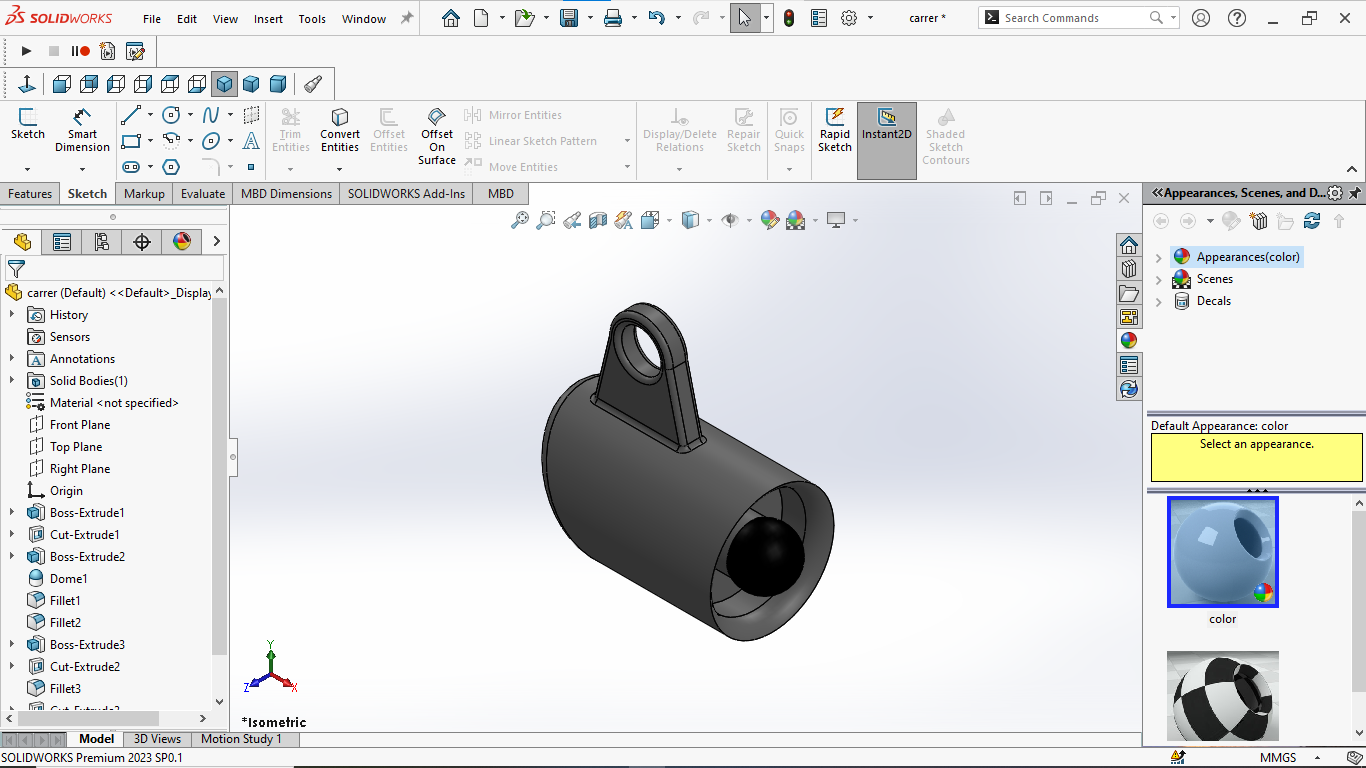 SOLIDWORKS File Edit View Insert Tools Window carrer * Search Commands
Sketch Smart Dimension Trim Entities Convert Entities Offset Entities Offset On Surface Mirror Entities Linear Sketch Pattern Move Entities Display/Delete Relations Repair Sketch Quick Snaps Rapid Sketch Instant2D Shaded Sketch Contours
Features Sketch Markup Evaluate MBD Dimensions SOLIDWORKS Add-Ins MBD
Appearances, Scenes, and D...
carrer (Default) <<Default>_Display
History
Sensors
A Annotations
Solid Bodies(1)
Material <not specified>
Front Plane
Top Plane
Right Plane
Origin
Boss-Extrude1
Cut-Extrude1
Boss-Extrude2
Dome1
Fillet1
Fillet2
Boss-Extrude3
Cut-Extrude2
Fillet3
Y
Z X
*Isometric
Appearances(color)
Scenes
Decals
Default Appearance: color
Select an appearance.
color
Model 3D Views Motion Study 1
SOLIDWORKS Premium 2023 SP0.1 MMGS